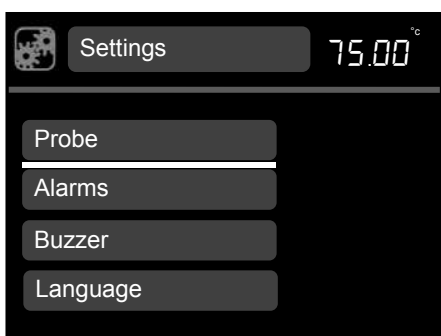 Settings 75.00 °c
Probe
Alarms
Buzzer
Language